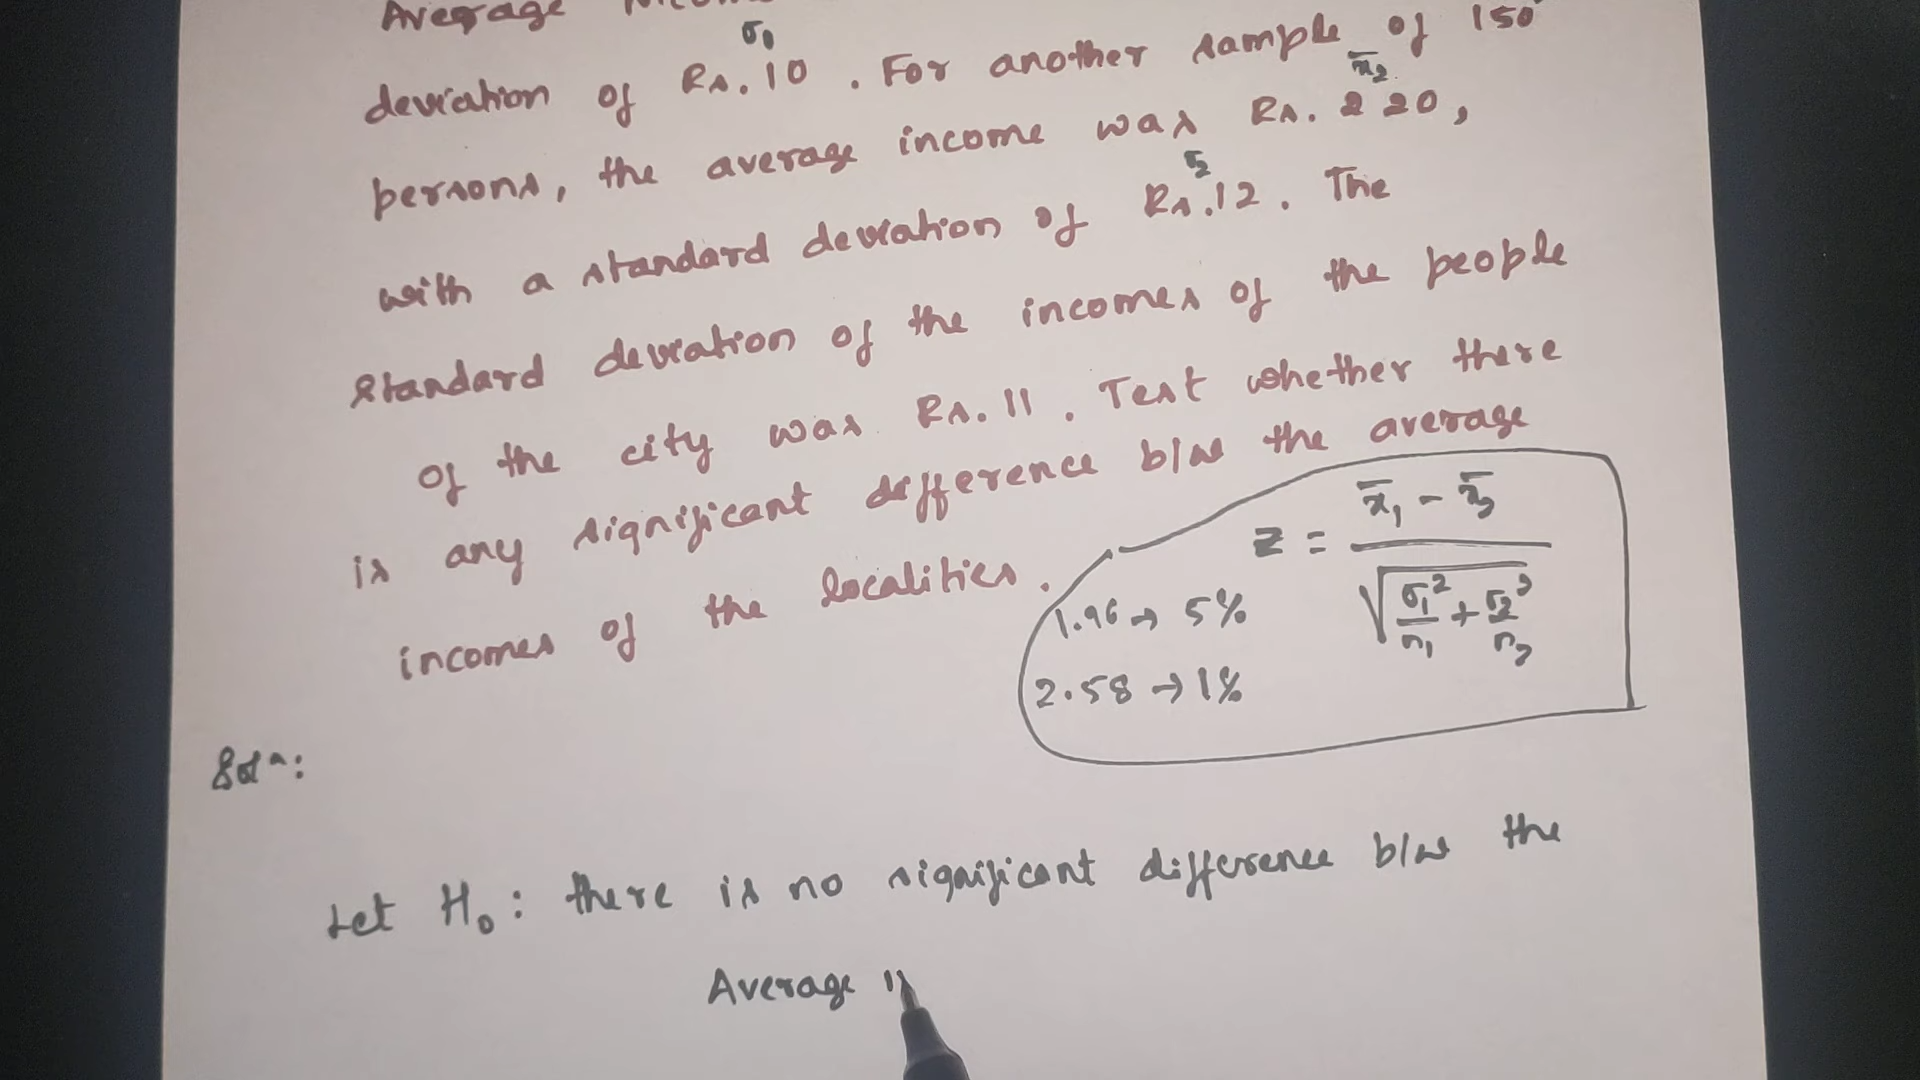 Average
σ1
deviation of Rs. 10 . For another sample of 150
x̄2
persons, the average income was Rs. 220,
σ2
with a standard deviation of Rs. 12 . The
Standard deviation of the incomes of the people
of the city was Rs. 11 . Test whether there
is any significant difference b/w the average
incomes of the localities .
z = (x̄1 - x̄2) / √(σ1²/n1 + σ2²/n2)
1.96 → 5%
2.58 → 1%
Soln:
Let H0 : there is no significant difference b/w the
Average